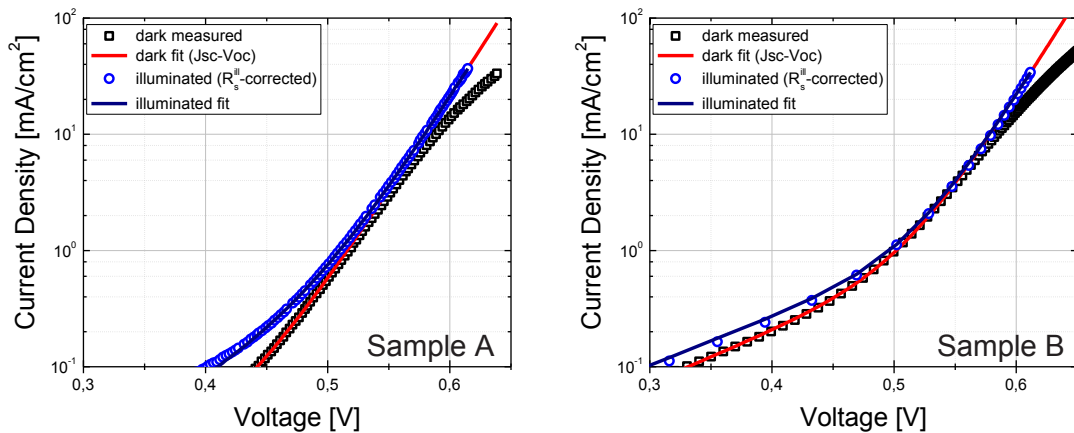 10²
dark measured
dark fit (Jsc-Voc)
illuminated (Rₛⁱˡˡ-corrected)
illuminated fit
10¹
10⁰
10⁻¹
Current Density [mA/cm²]
Sample A
0,3
0,4
0,5
0,6
Voltage [V]
10²
dark measured
dark fit (Jsc-Voc)
illuminated (Rₛⁱˡˡ-corrected)
illuminated fit
10¹
10⁰
10⁻¹
Current Density [mA/cm²]
Sample B
0,3
0,4
0,5
0,6
Voltage [V]